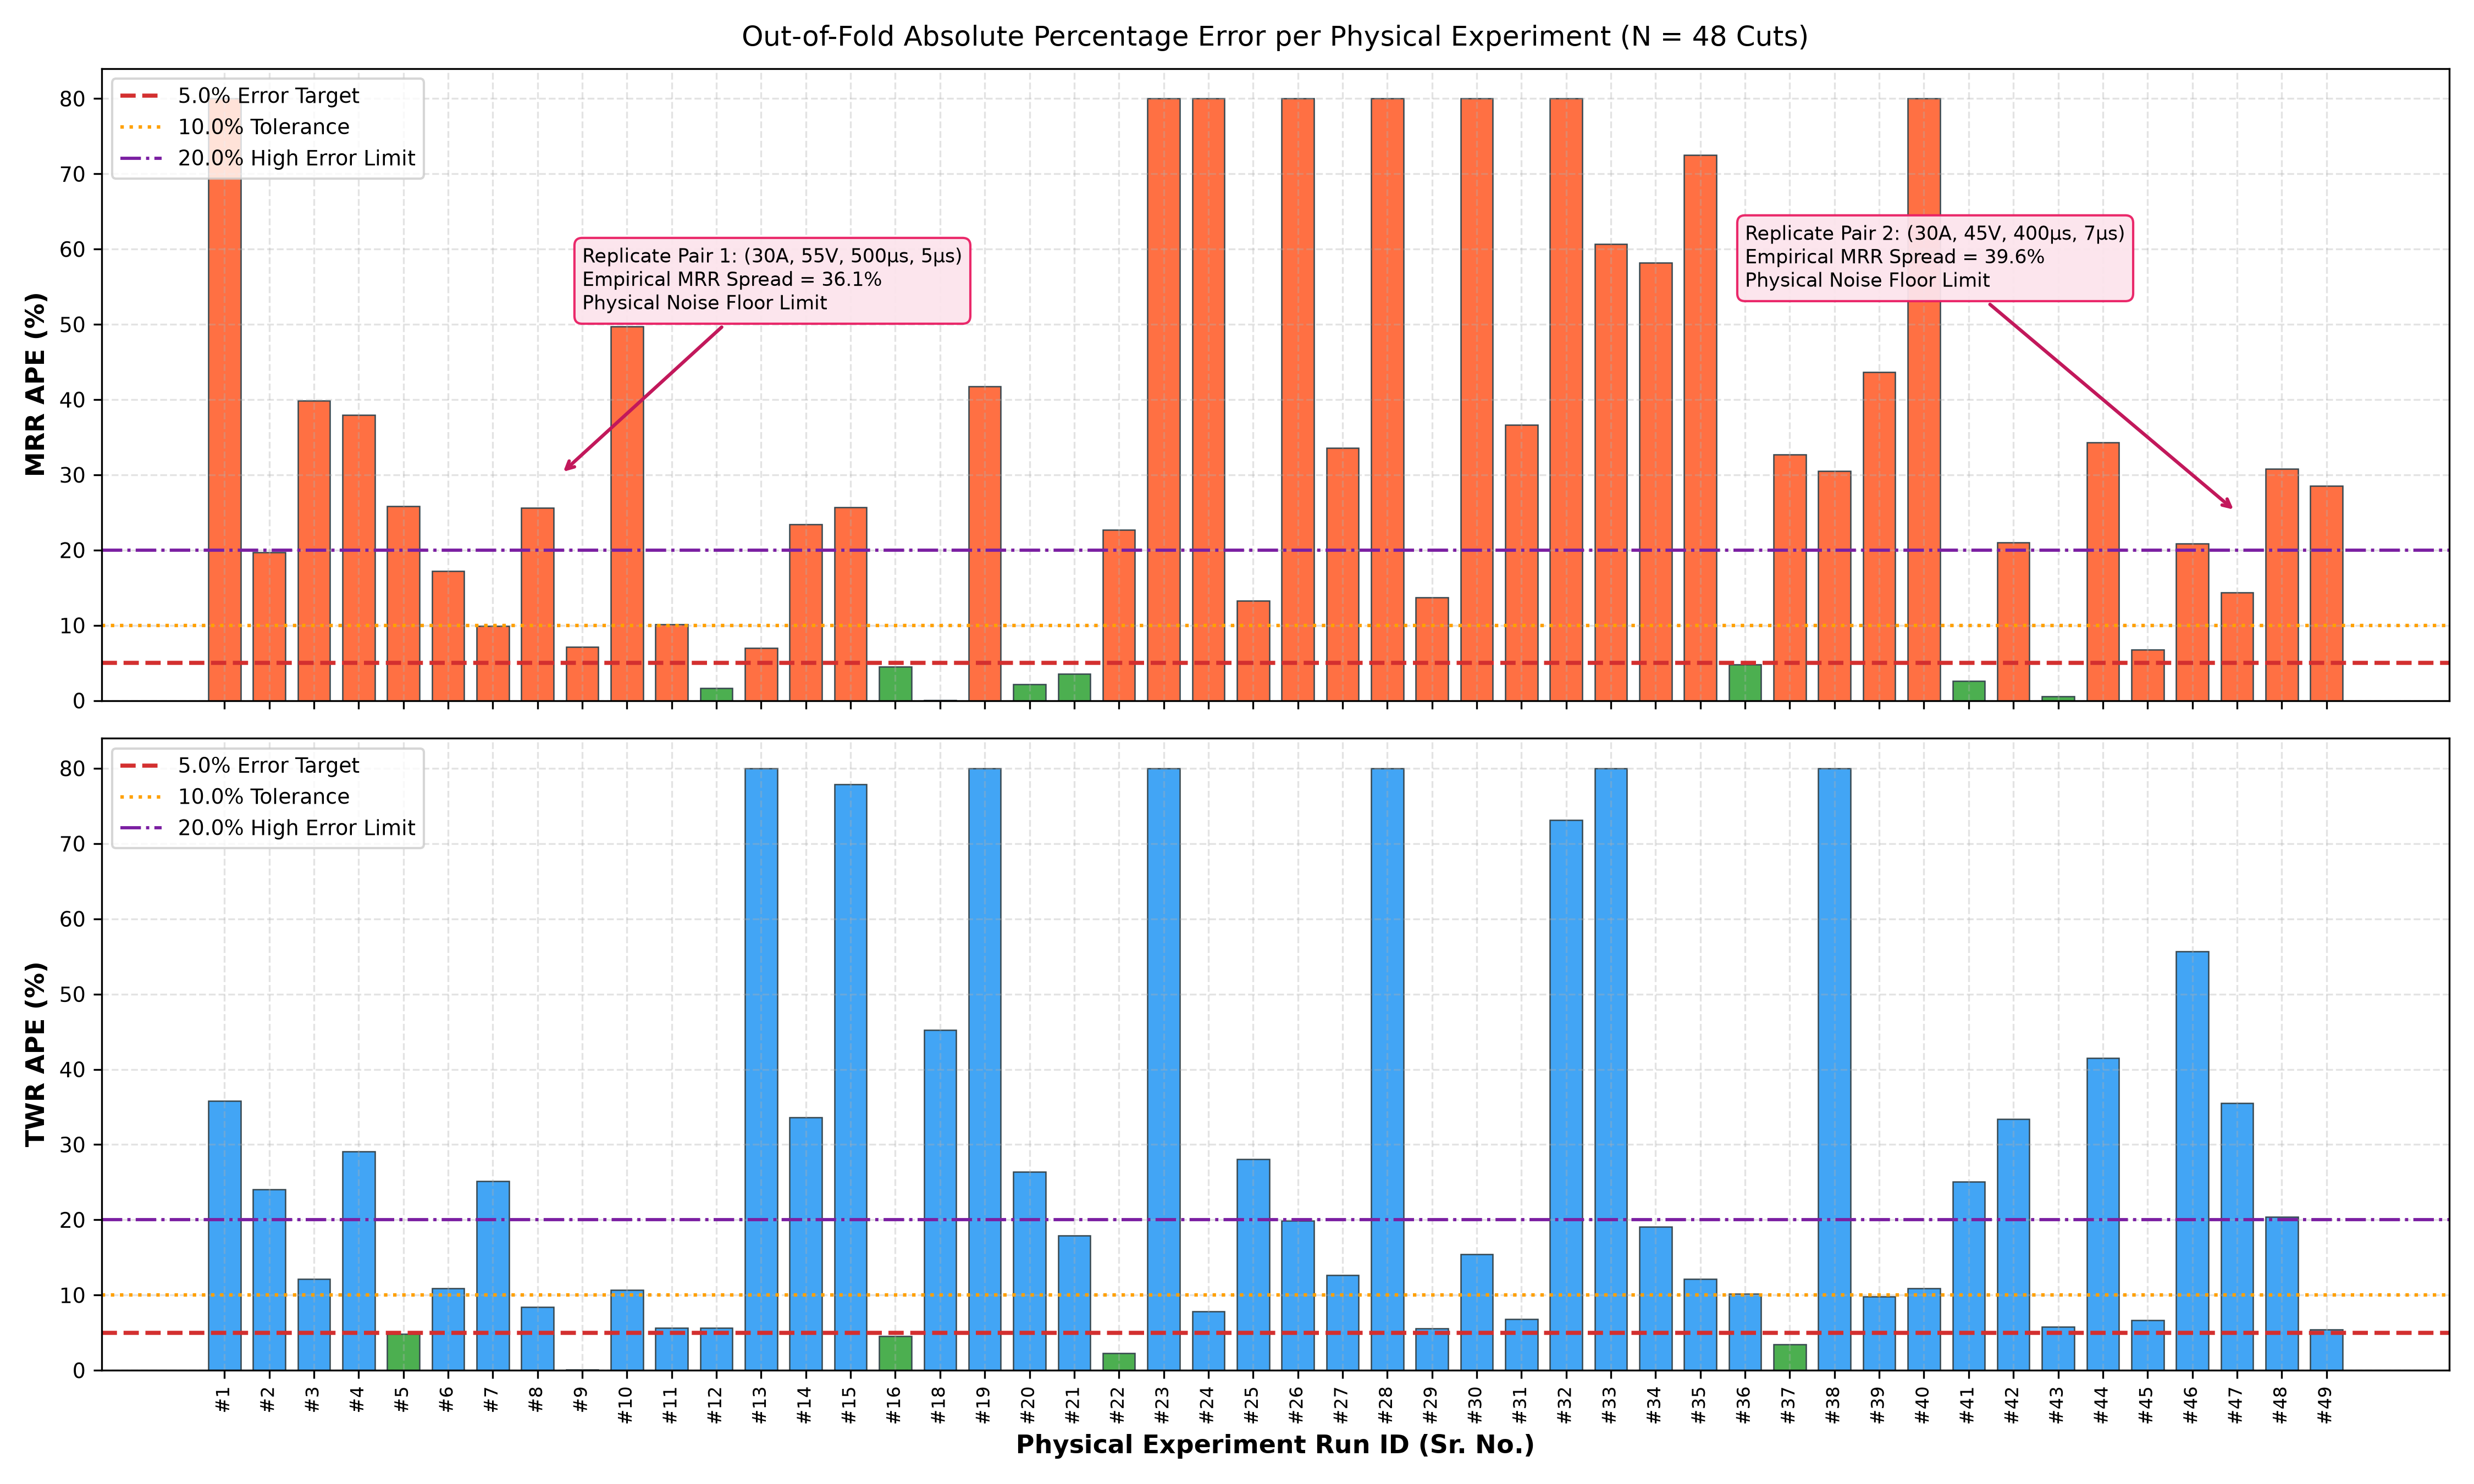 Out-of-Fold Absolute Percentage Error per Physical Experiment (N = 48 Cuts)
MRR APE (%)
80
70
60
50
40
30
20
10
0
5.0% Error Target
10.0% Tolerance
20.0% High Error Limit
Replicate Pair 1: (30A, 55V, 500µs, 5µs)
Empirical MRR Spread = 36.1%
Physical Noise Floor Limit
Replicate Pair 2: (30A, 45V, 400µs, 7µs)
Empirical MRR Spread = 39.6%
Physical Noise Floor Limit
TWR APE (%)
80
70
60
50
40
30
20
10
0
5.0% Error Target
10.0% Tolerance
20.0% High Error Limit
#1 #2 #3 #4 #5 #6 #7 #8 #9 #10 #11 #12 #13 #14 #15 #16 #18 #19 #20 #21 #22 #23 #24 #25 #26 #27 #28 #29 #30 #31 #32 #33 #34 #35 #36 #37 #38 #39 #40 #41 #42 #43 #44 #45 #46 #47 #48 #49
Physical Experiment Run ID (Sr. No.)